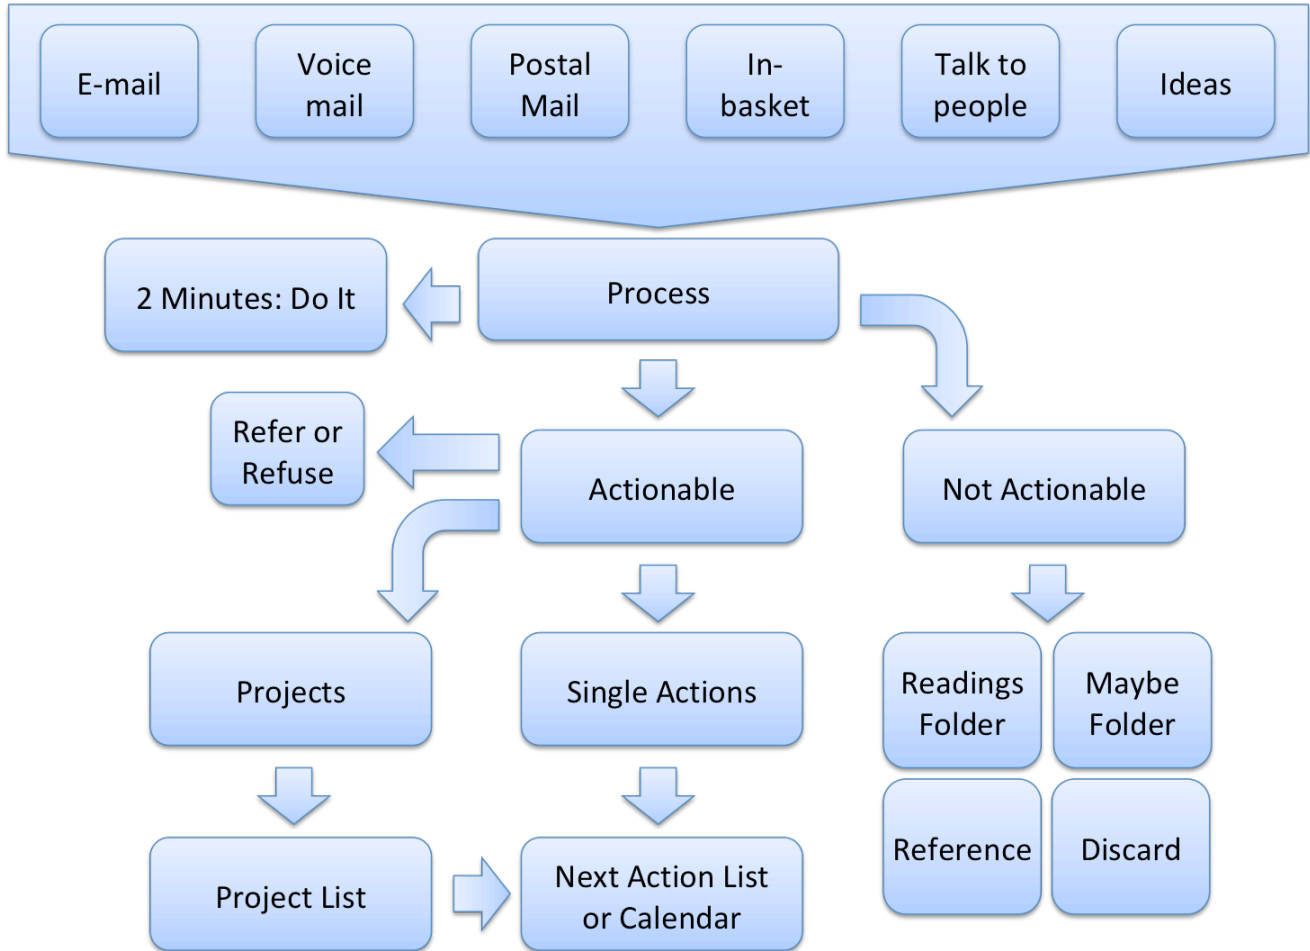 E-mail
Voice
mail
Postal
Mail
In-
basket
Talk to
people
Ideas
2 Minutes: Do It
Process
Refer or
Refuse
Actionable
Not Actionable
Projects
Single Actions
Readings
Folder
Maybe
Folder
Reference
Discard
Project List
Next Action List
or Calendar